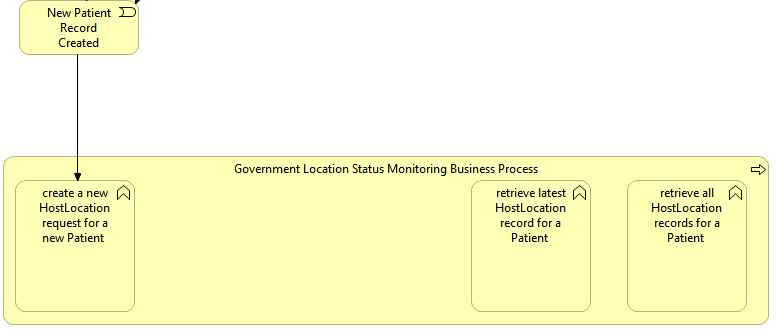 New Patient
Record
Created
Government Location Status Monitoring Business Process
create a new
HostLocation
request for a
new Patient
retrieve latest
HostLocation
record for a
Patient
retrieve all
HostLocation
records for a
Patient